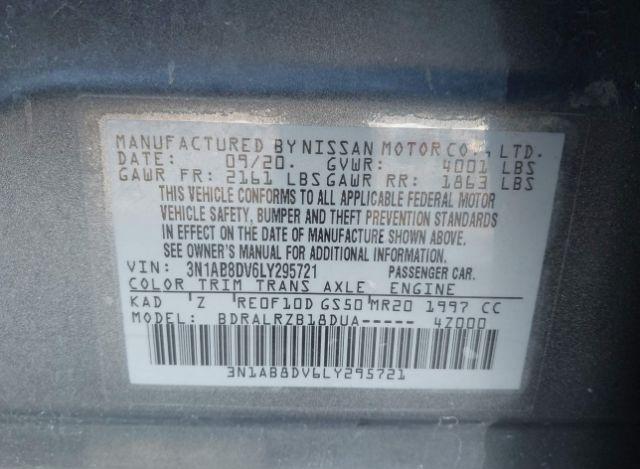 MANUFACTURED BY NISSAN MOTOR CO., LTD.
DATE: 09/20. GVWR: 4001 LBS
GAWR FR: 2161 LBS GAWR RR: 1863 LBS
THIS VEHICLE CONFORMS TO ALL APPLICABLE FEDERAL MOTOR
VEHICLE SAFETY, BUMPER AND THEFT PREVENTION STANDARDS
IN EFFECT ON THE DATE OF MANUFACTURE SHOWN ABOVE.
SEE OWNER'S MANUAL FOR ADDITIONAL INFORMATION.
VIN: 3N1AB8DV6LY295721 PASSENGER CAR.
COLOR TRIM TRANS AXLE ENGINE
KAD Z RE0F10D GS50 MR20 1997 CC
MODEL: BDRALRZB18DUA----- 4Z000
3N1AB8DV6LY295721